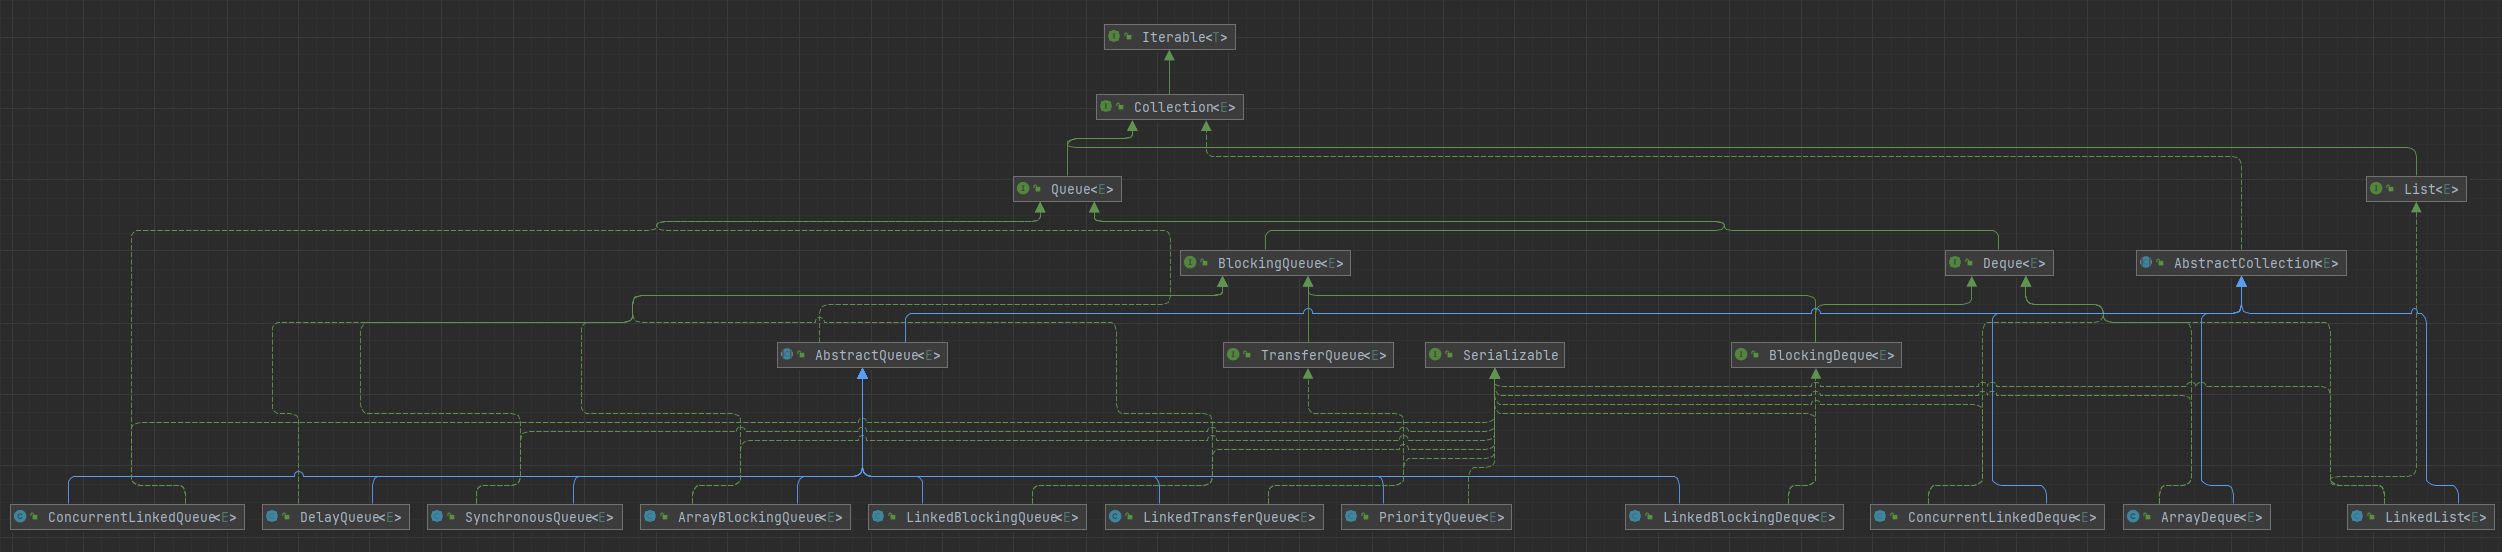 Iterable<T>
Collection<E>
Queue<E>
List<E>
BlockingQueue<E>
Deque<E>
AbstractCollection<E>
AbstractQueue<E>
TransferQueue<E>
Serializable
BlockingDeque<E>
ConcurrentLinkedQueue<E>
DelayQueue<E>
SynchronousQueue<E>
ArrayBlockingQueue<E>
LinkedBlockingQueue<E>
LinkedTransferQueue<E>
PriorityQueue<E>
LinkedBlockingDeque<E>
ConcurrentLinkedDeque<E>
ArrayDeque<E>
LinkedList<E>